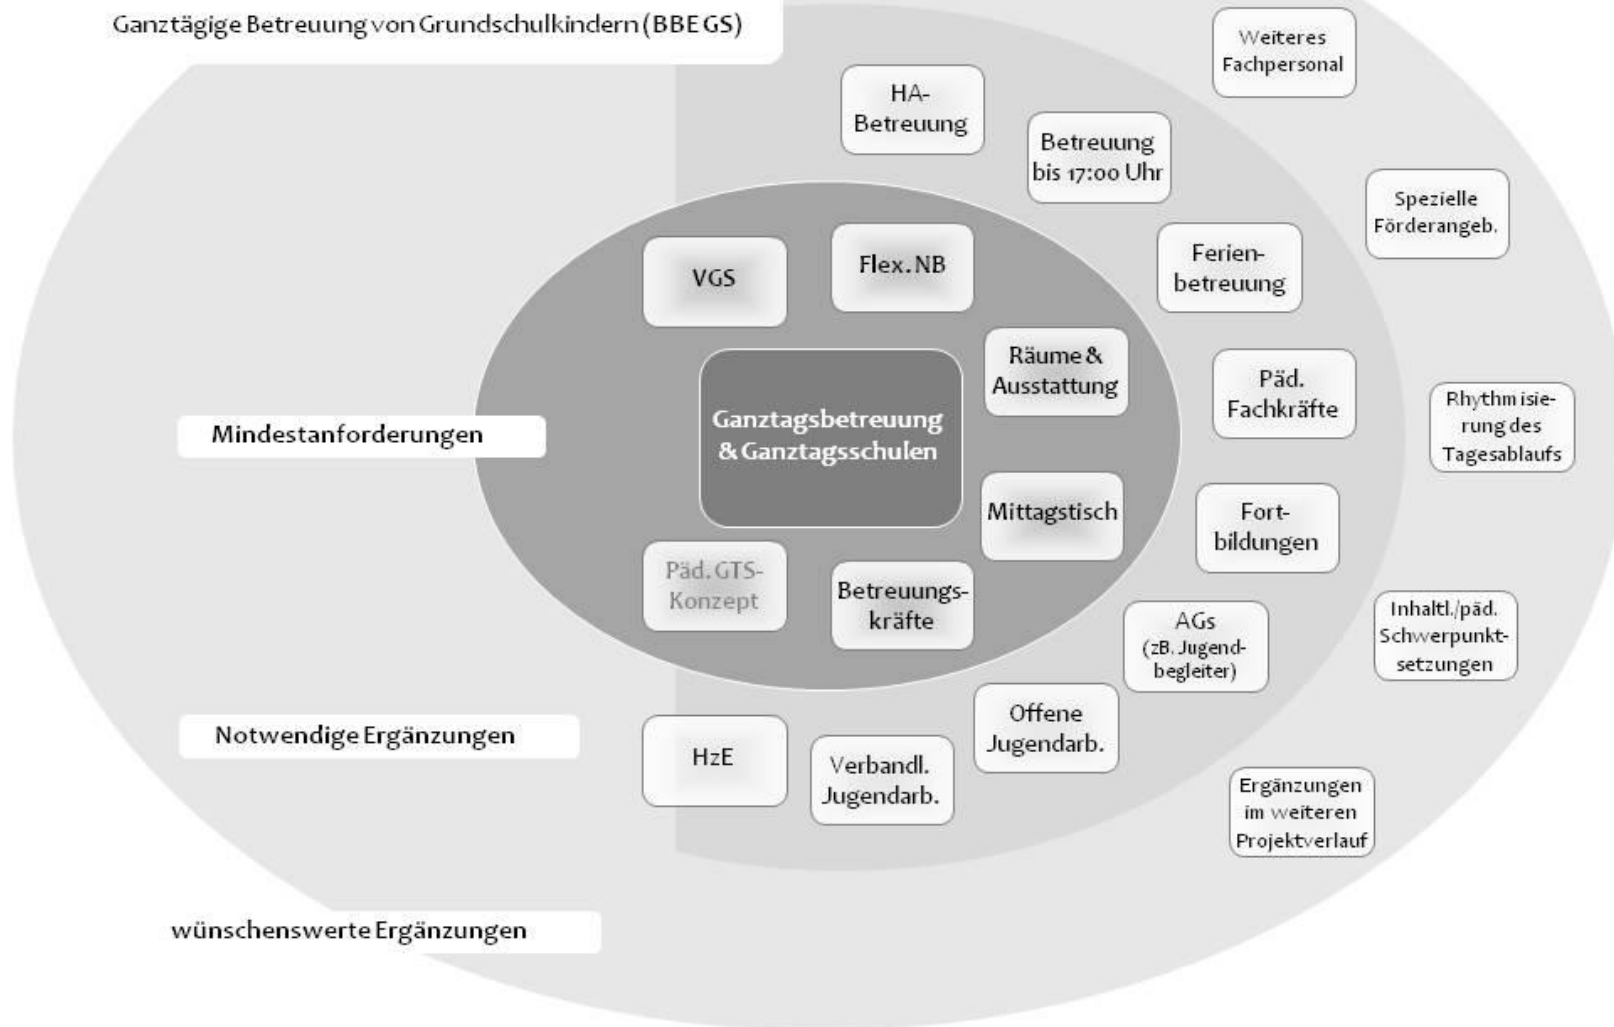 Ganztägige Betreuung von Grundschulkindern (BBE GS)
Weiteres
Fachpersonal
HA-
Betreuung
Betreuung
bis 17:00 Uhr
Spezielle
Förderangeb.
VGS
Flex. NB
Ferien-
betreuung
Räume &
Ausstattung
Päd.
Fachkräfte
Rhythmisie-
rung des
Tagesablaufs
Mindestanforderungen
Ganztagsbetreuung
& Ganztagsschulen
Mittagstisch
Fort-
bildungen
Päd. GTS-
Konzept
Betreuungs-
kräfte
AGs
(zB. Jugend-
begleiter)
Inhaltl./päd.
Schwerpunkt-
setzungen
Notwendige Ergänzungen
HzE
Verbandl.
Jugendarb.
Offene
Jugendarb.
Ergänzungen
im weiteren
Projektverlauf
wünschenswerte Ergänzungen